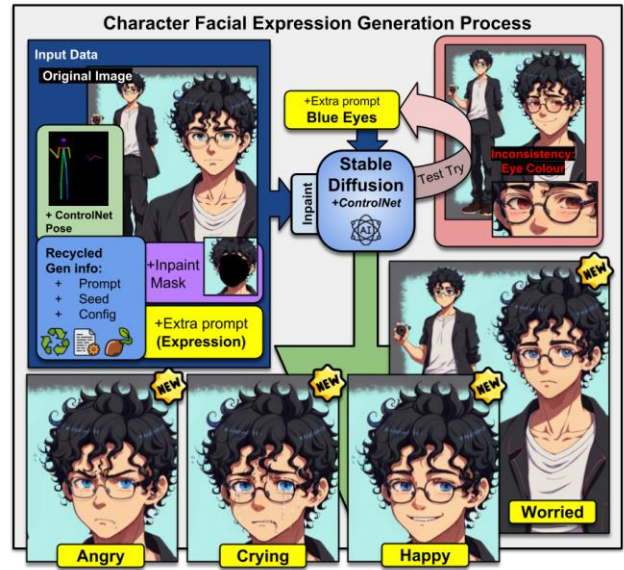 Character Facial Expression Generation Process
Input Data
Original Image
+ ControlNet
Pose
Recycled
Gen info:
+ Prompt
+ Seed
+ Config
+Inpaint
Mask
+Extra prompt
(Expression)
+Extra prompt
Blue Eyes
Inpaint
Stable
Diffusion
+ControlNet
AI
Test Try
Inconsistency:
Eye Colour
NEW
Worried
NEW
Angry
NEW
Crying
NEW
Happy